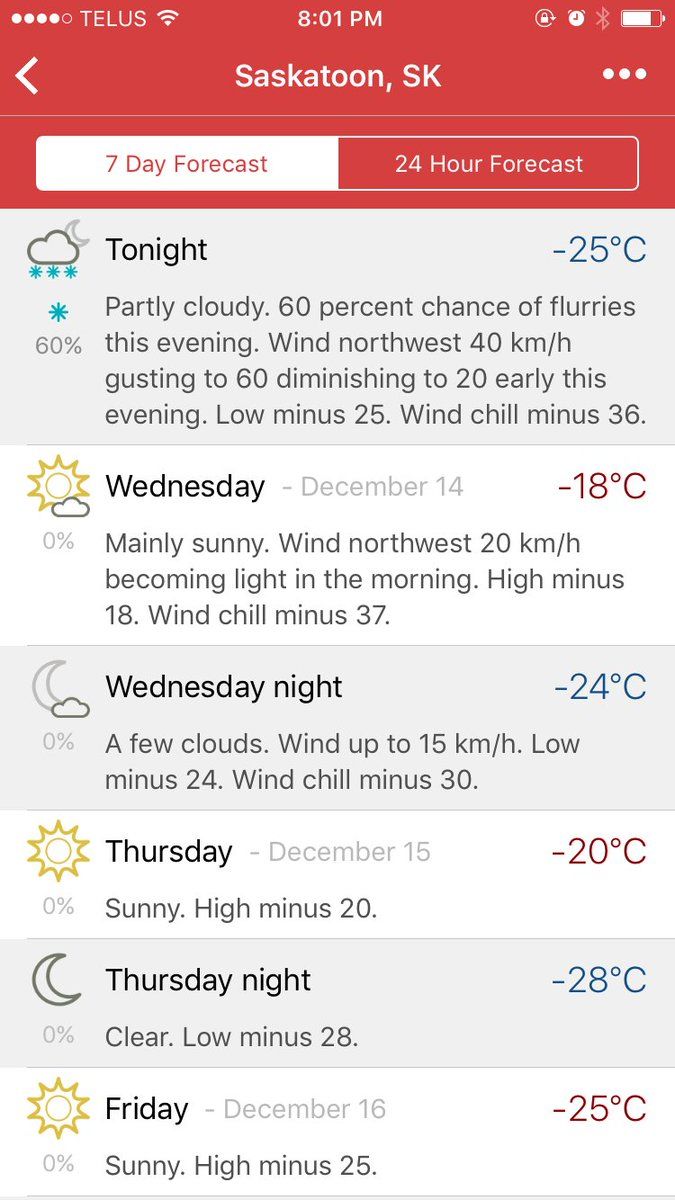 TELUS
8:01 PM
Saskatoon, SK
7 Day Forecast
24 Hour Forecast
Tonight
-25°C
60%
Partly cloudy. 60 percent chance of flurries
this evening. Wind northwest 40 km/h
gusting to 60 diminishing to 20 early this
evening. Low minus 25. Wind chill minus 36.
Wednesday - December 14
-18°C
0%
Mainly sunny. Wind northwest 20 km/h
becoming light in the morning. High minus
18. Wind chill minus 37.
Wednesday night
-24°C
0%
A few clouds. Wind up to 15 km/h. Low
minus 24. Wind chill minus 30.
Thursday - December 15
-20°C
0%
Sunny. High minus 20.
Thursday night
-28°C
0%
Clear. Low minus 28.
Friday - December 16
-25°C
0%
Sunny. High minus 25.